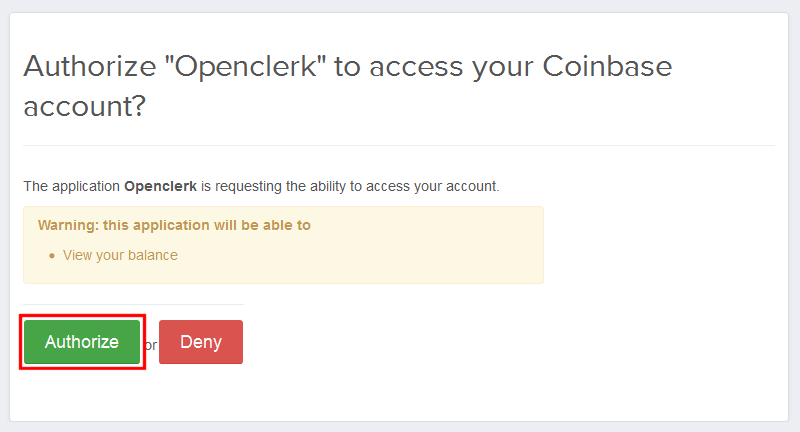 Authorize "Openclerk" to access your Coinbase
account?
The application Openclerk is requesting the ability to access your account.
Warning: this application will be able to
• View your balance
Authorize or Deny